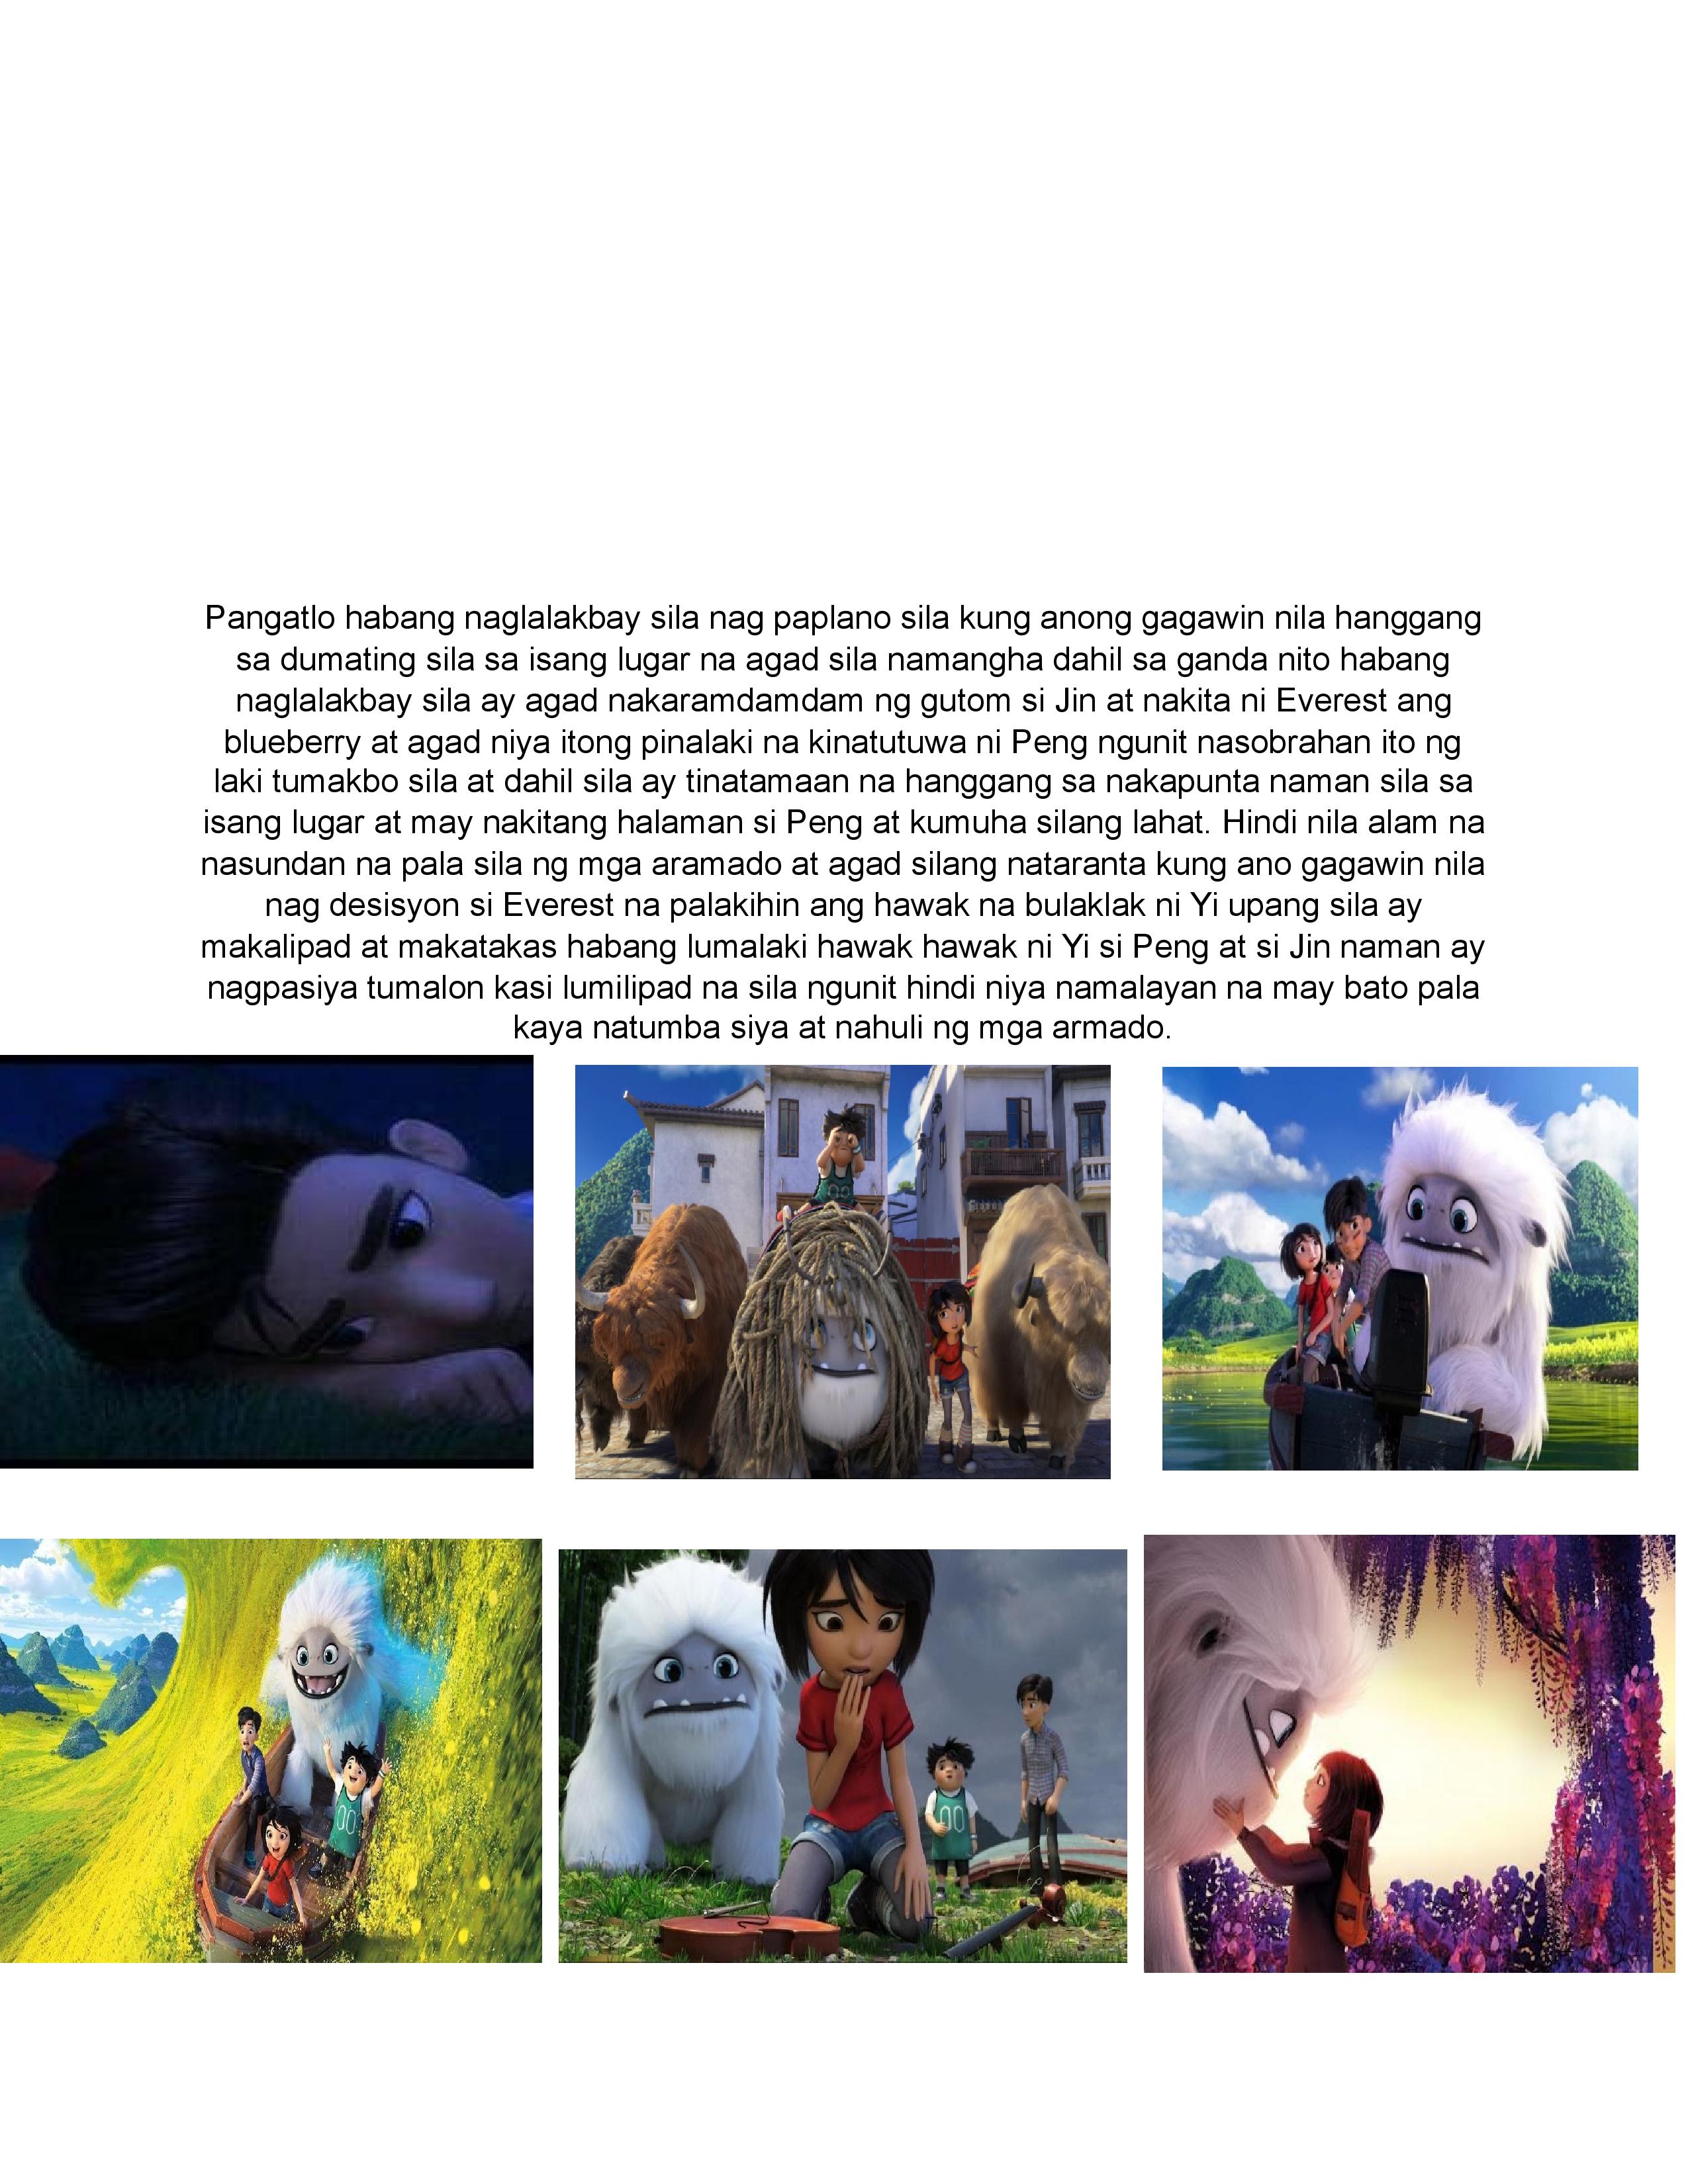 Pangatlo habang naglalakbay sila nag paplano sila kung anong gagawin nila hanggang
sa dumating sila sa isang lugar na agad sila namangha dahil sa ganda nito habang
naglalakbay sila ay agad nakaramdamdam ng gutom si Jin at nakita ni Everest ang
blueberry at agad niya itong pinalaki na kinatutuwa ni Peng ngunit nasobrahan ito ng
laki tumakbo sila at dahil sila ay tinatamaan na hanggang sa nakapunta naman sila sa
isang lugar at may nakitang halaman si Peng at kumuha silang lahat. Hindi nila alam na
nasundan na pala sila ng mga aramado at agad silang nataranta kung ano gagawin nila
nag desisyon si Everest na palakihin ang hawak na bulaklak ni Yi upang sila ay
makalipad at makatakas habang lumalaki hawak hawak ni Yi si Peng at si Jin naman ay
nagpasiya tumalon kasi lumilipad na sila ngunit hindi niya namalayan na may bato pala
kaya natumba siya at nahuli ng mga armado.